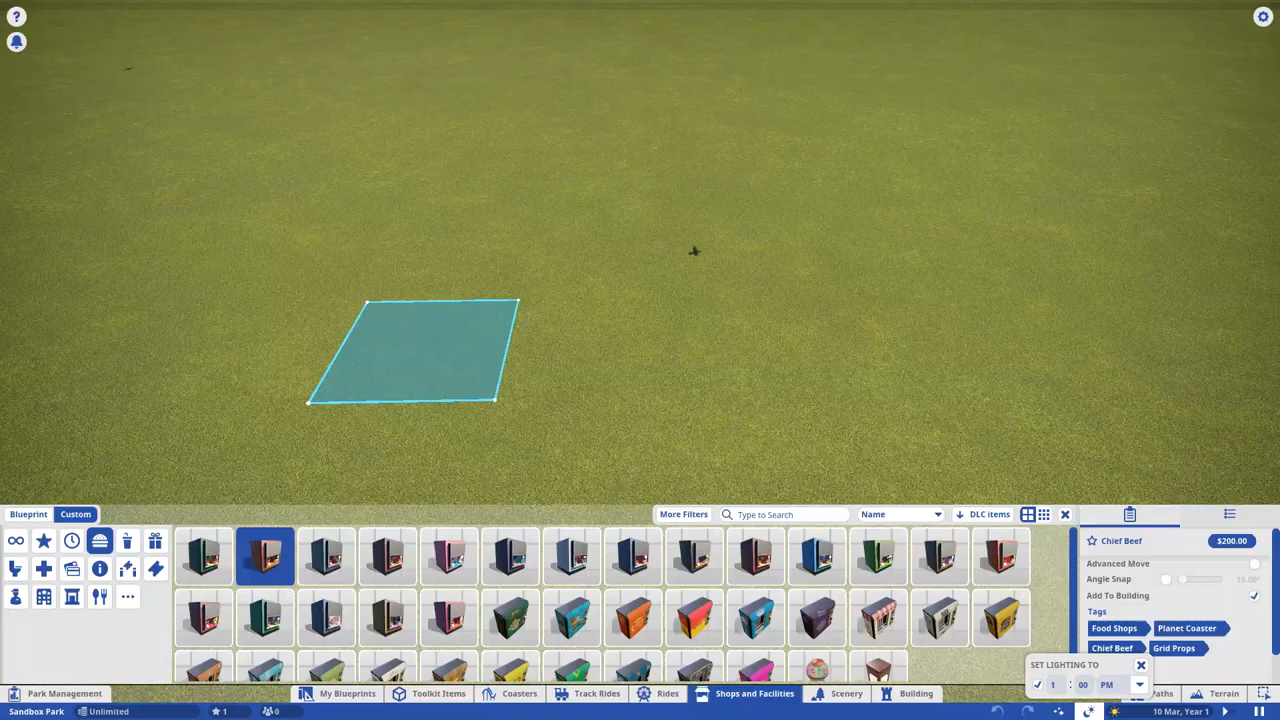 ?
Blueprint Custom More Filters Type to Search Name DLC items
Chief Beef $200.00
Advanced Move
Angle Snap 15.00°
Add To Building
Tags
Food Shops Planet Coaster
Chief Beef Grid Props
SET LIGHTING TO
1 : 00 PM
Park Management My Blueprints Toolkit Items Coasters Track Rides Rides Shops and Facilities Scenery Building Paths Terrain
Sandbox Park Unlimited 1 0 10 Mar, Year 1